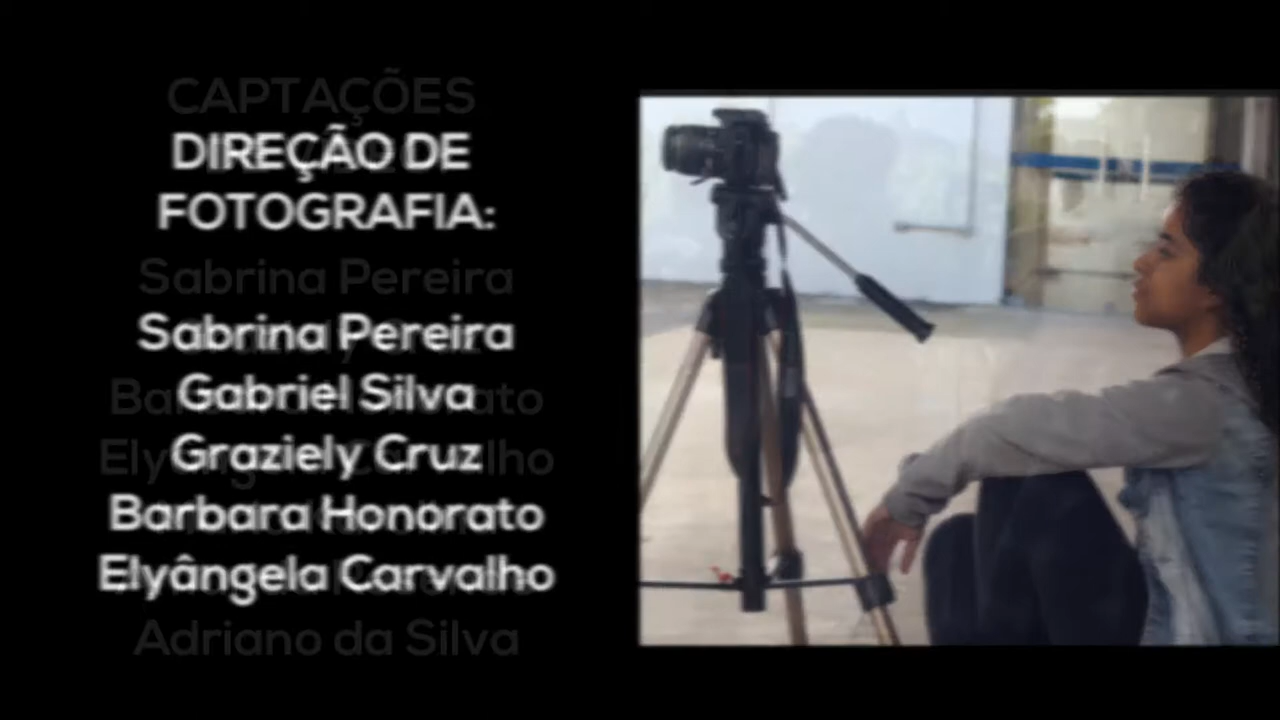 CAPTAÇÕES
DIREÇÃO DE
FOTOGRAFIA:
Sabrina Pereira
Sabrina Pereira
Gabriel Silva
Graziely Cruz
Barbara Honorato
Elyângela Carvalho
Adriano da Silva